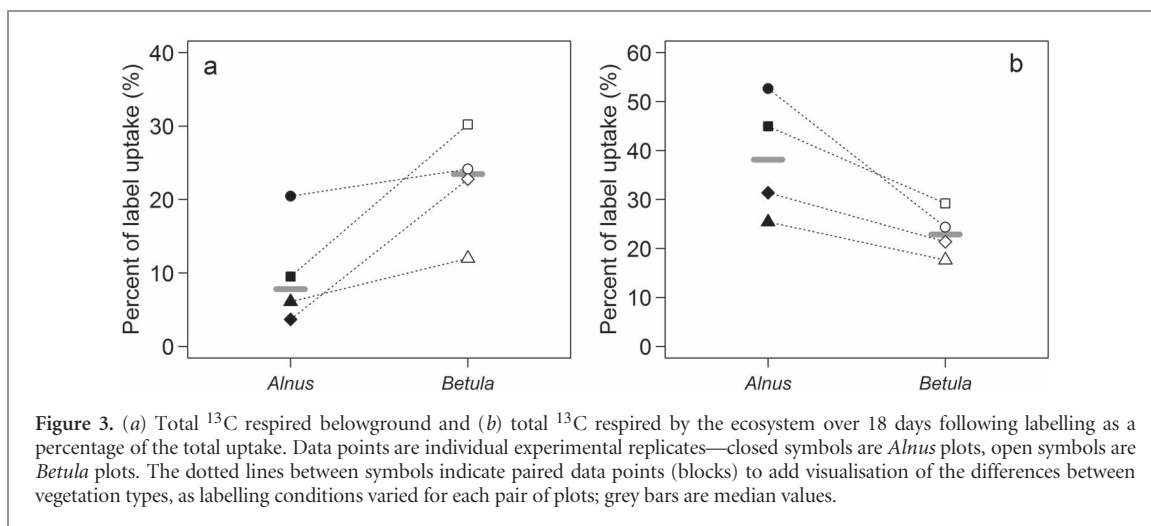 a
Percent of label uptake (%)
40
30
20
10
0
Alnus
Betula
b
Percent of label uptake (%)
60
50
40
30
20
10
0
Alnus
Betula
Figure 3. (a) Total ¹³C respired belowground and (b) total ¹³C respired by the ecosystem over 18 days following labelling as a
percentage of the total uptake. Data points are individual experimental replicates—closed symbols are Alnus plots, open symbols are
Betula plots. The dotted lines between symbols indicate paired data points (blocks) to add visualisation of the differences between
vegetation types, as labelling conditions varied for each pair of plots; grey bars are median values.